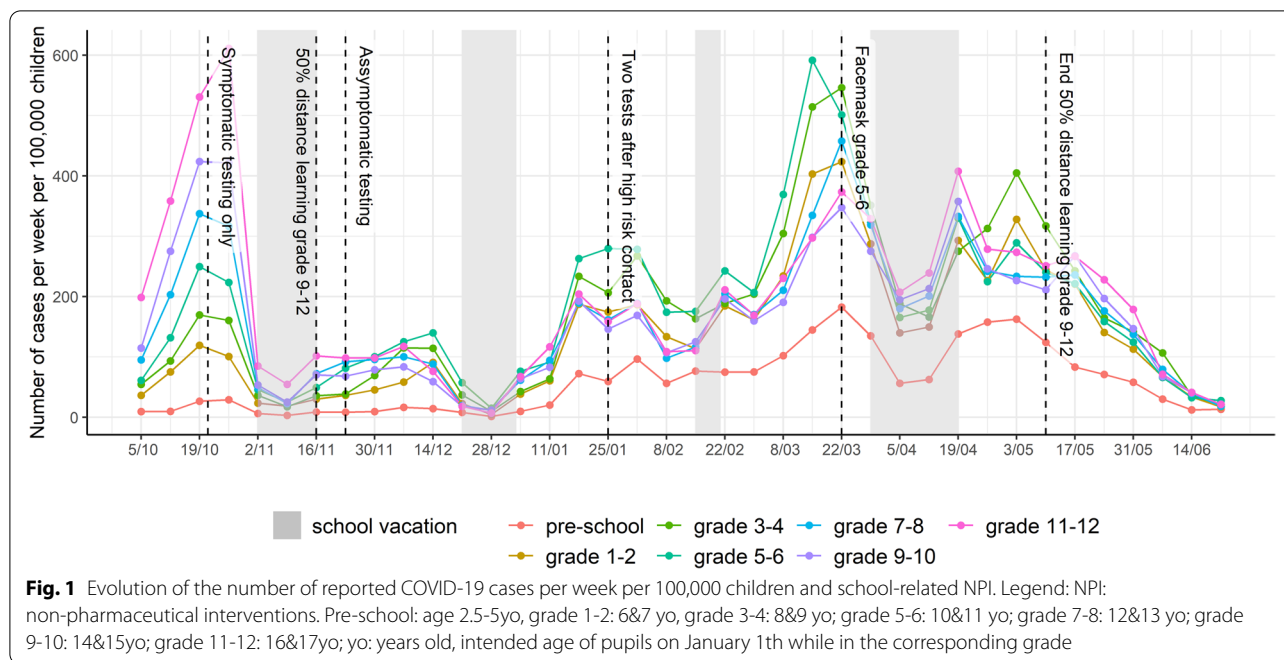 Number of cases per week per 100,000 children
600
400
200
0
Symptomatic testing only
50% distance learning grade 9-12
Assymptomatic testing
Two tests after high risk contact
Facemask grade 5-6
End 50% distance learning grade 9-12
5/10 19/10 2/11 16/11 30/11 14/12 28/12 11/01 25/01 8/02 22/02 8/03 22/03 5/04 19/04 3/05 17/05 31/05 14/06
school vacation
pre-school grade 3-4 grade 7-8 grade 11-12
grade 1-2 grade 5-6 grade 9-10
Fig. 1 Evolution of the number of reported COVID-19 cases per week per 100,000 children and school-related NPI. Legend: NPI:
non-pharmaceutical interventions. Pre-school: age 2.5-5yo, grade 1-2: 6&7 yo, grade 3-4: 8&9 yo; grade 5-6: 10&11 yo; grade 7-8: 12&13 yo; grade
9-10: 14&15yo; grade 11-12: 16&17yo; yo: years old, intended age of pupils on January 1th while in the corresponding grade